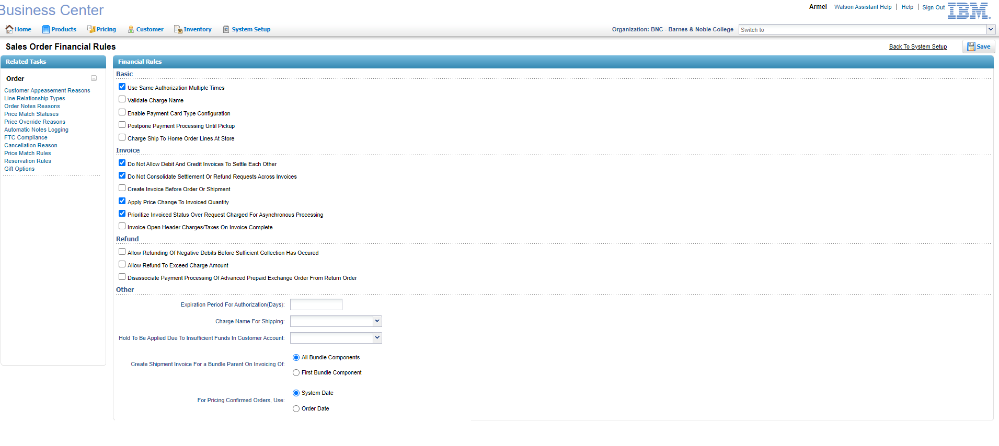 Business Center
Armel Watson Assistant Help Help Sign Out IBM
Home Products Pricing Customer Inventory System Setup
Organization: BNC - Barnes & Noble College Switch to
Sales Order Financial Rules
Back To System Setup Save
Related Tasks
Order
Customer Appeasement Reasons
Line Relationship Types
Order Notes Reasons
Price Match Statuses
Price Override Reasons
Automatic Notes Logging
FTC Compliance
Cancellation Reason
Price Match Rules
Reservation Rules
Gift Options
Financial Rules
Basic
Use Same Authorization Multiple Times
Validate Charge Name
Enable Payment Card Type Configuration
Postpone Payment Processing Until Pickup
Charge Ship To Home Order Lines At Store
Invoice
Do Not Allow Debit And Credit Invoices To Settle Each Other
Do Not Consolidate Settlement Or Refund Requests Across Invoices
Create Invoice Before Order Or Shipment
Apply Price Change To Invoiced Quantity
Prioritize Invoiced Status Over Request Charged For Asynchronous Processing
Invoice Open Header Charges/Taxes On Invoice Complete
Refund
Allow Refunding Of Negative Debits Before Sufficient Collection Has Occured
Allow Refund To Exceed Charge Amount
Disassociate Payment Processing Of Advanced Prepaid Exchange Order From Return Order
Other
Expiration Period For Authorization(Days):
Charge Name For Shipping:
Hold To Be Applied Due To Insufficient Funds In Customer Account:
Create Shipment Invoice For a Bundle Parent On Invoicing Of:
All Bundle Components
First Bundle Component
For Pricing Confirmed Orders, Use:
System Date
Order Date